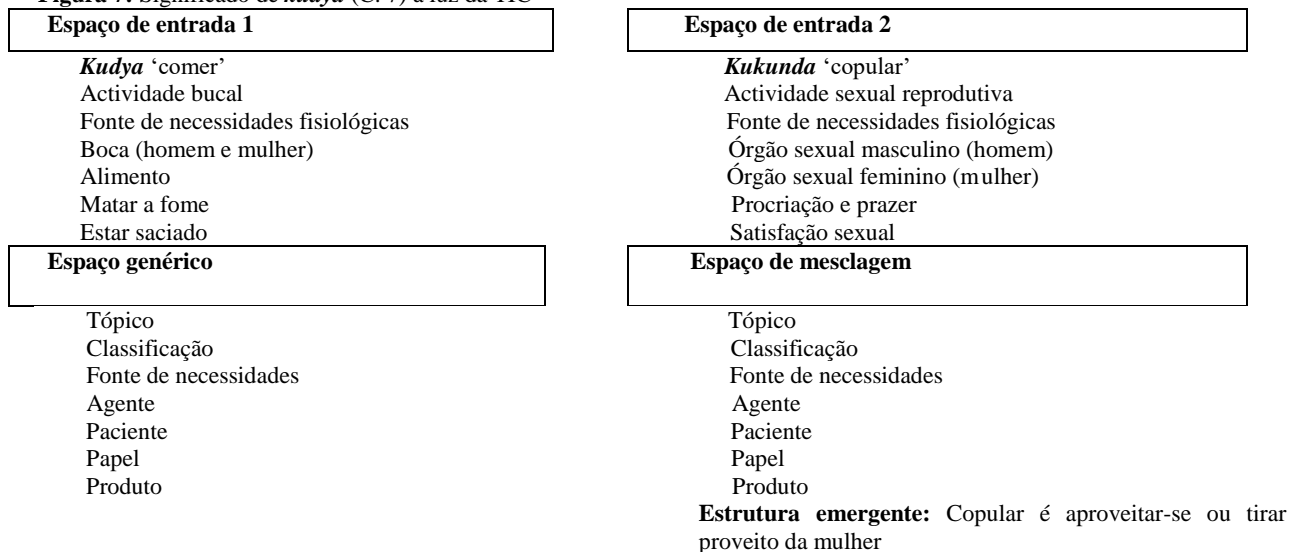 Figura 7. Significado de kudya (C. 7) à luz da TIC
Espaço de entrada 1
Kudya ‘comer’
Actividade bucal
Fonte de necessidades fisiológicas
Boca (homem e mulher)
Alimento
Matar a fome
Estar saciado
Espaço de entrada 2
Kukunda ‘copular’
Actividade sexual reprodutiva
Fonte de necessidades fisiológicas
Órgão sexual masculino (homem)
Órgão sexual feminino (mulher)
Procriação e prazer
Satisfação sexual
Espaço genérico
Tópico
Classificação
Fonte de necessidades
Agente
Paciente
Papel
Produto
Espaço de mesclagem
Tópico
Classificação
Fonte de necessidades
Agente
Paciente
Papel
Produto
Estrutura emergente: Copular é aproveitar-se ou tirar
proveito da mulher